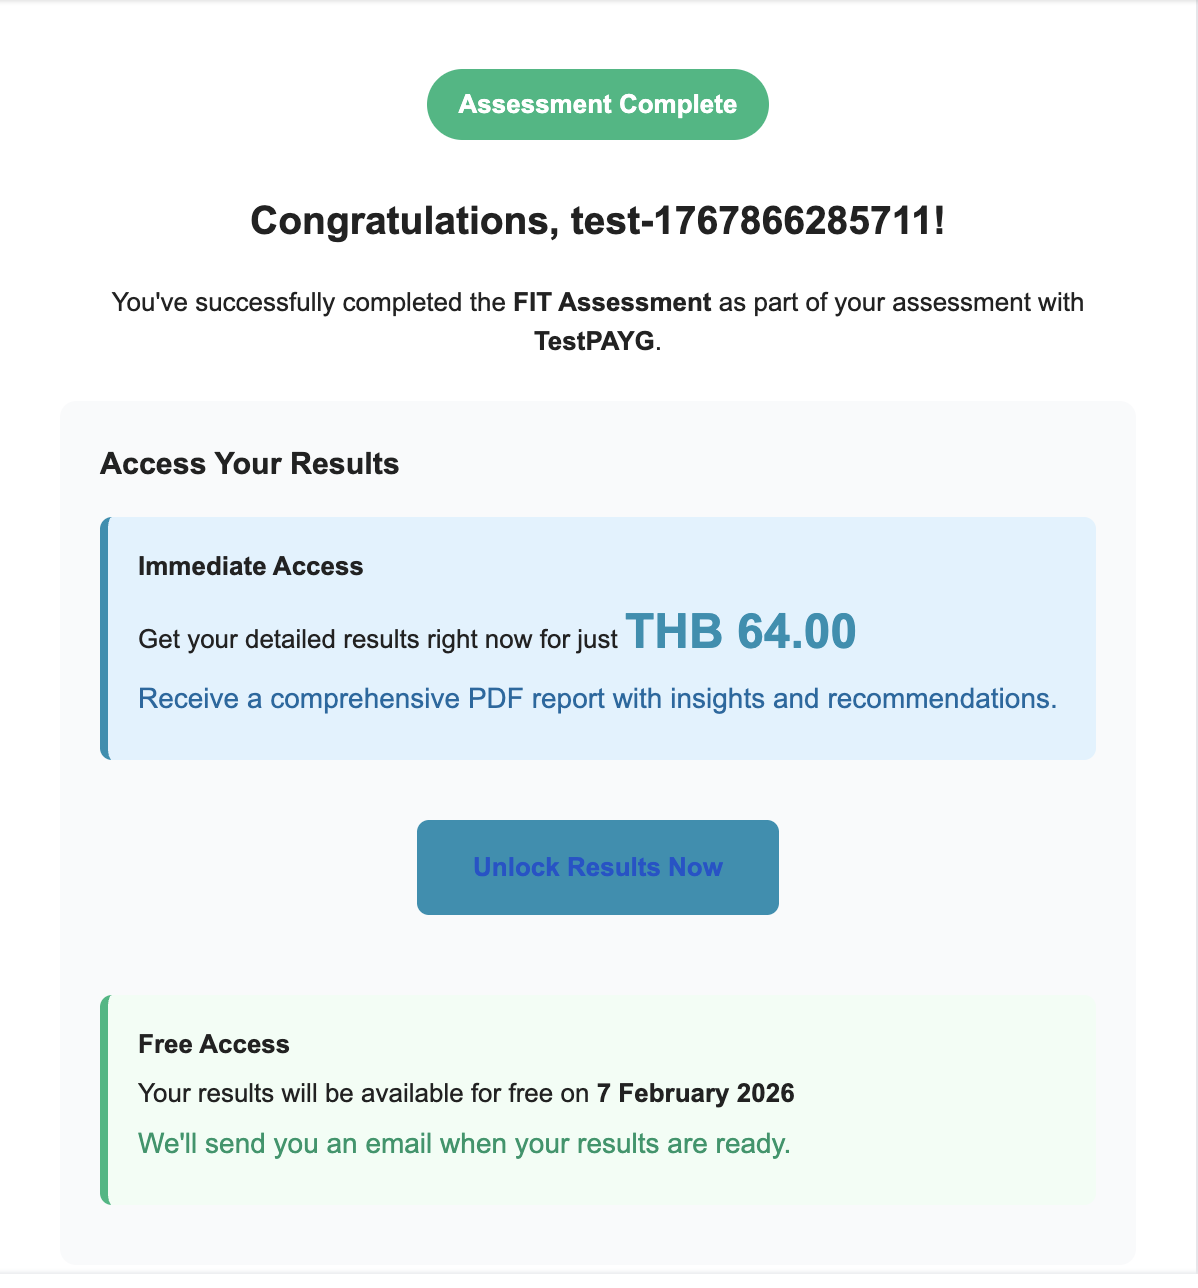 Assessment Complete
Congratulations, test-1767866285711!
You've successfully completed the FIT Assessment as part of your assessment with
TestPAYG.
Access Your Results
Immediate Access
Get your detailed results right now for just THB 64.00
Receive a comprehensive PDF report with insights and recommendations.
Unlock Results Now
Free Access
Your results will be available for free on 7 February 2026
We'll send you an email when your results are ready.